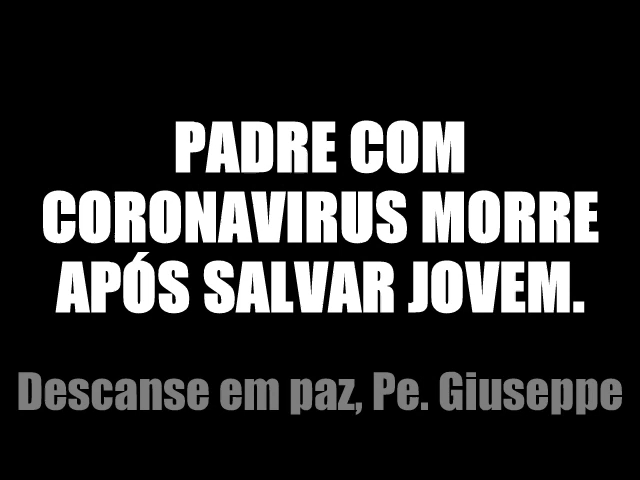 PADRE COM
CORONAVIRUS MORRE
APÓS SALVAR JOVEM.
Descanse em paz, Pe. Giuseppe